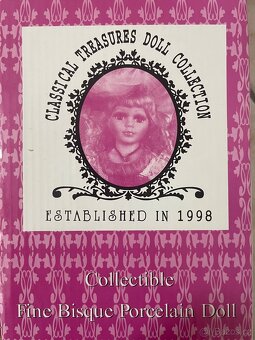 CLASSICAL TREASURES DOLL COLLECTION
ESTABLISHED IN 1998
Collectible
Fine Bisque Porcelain Doll